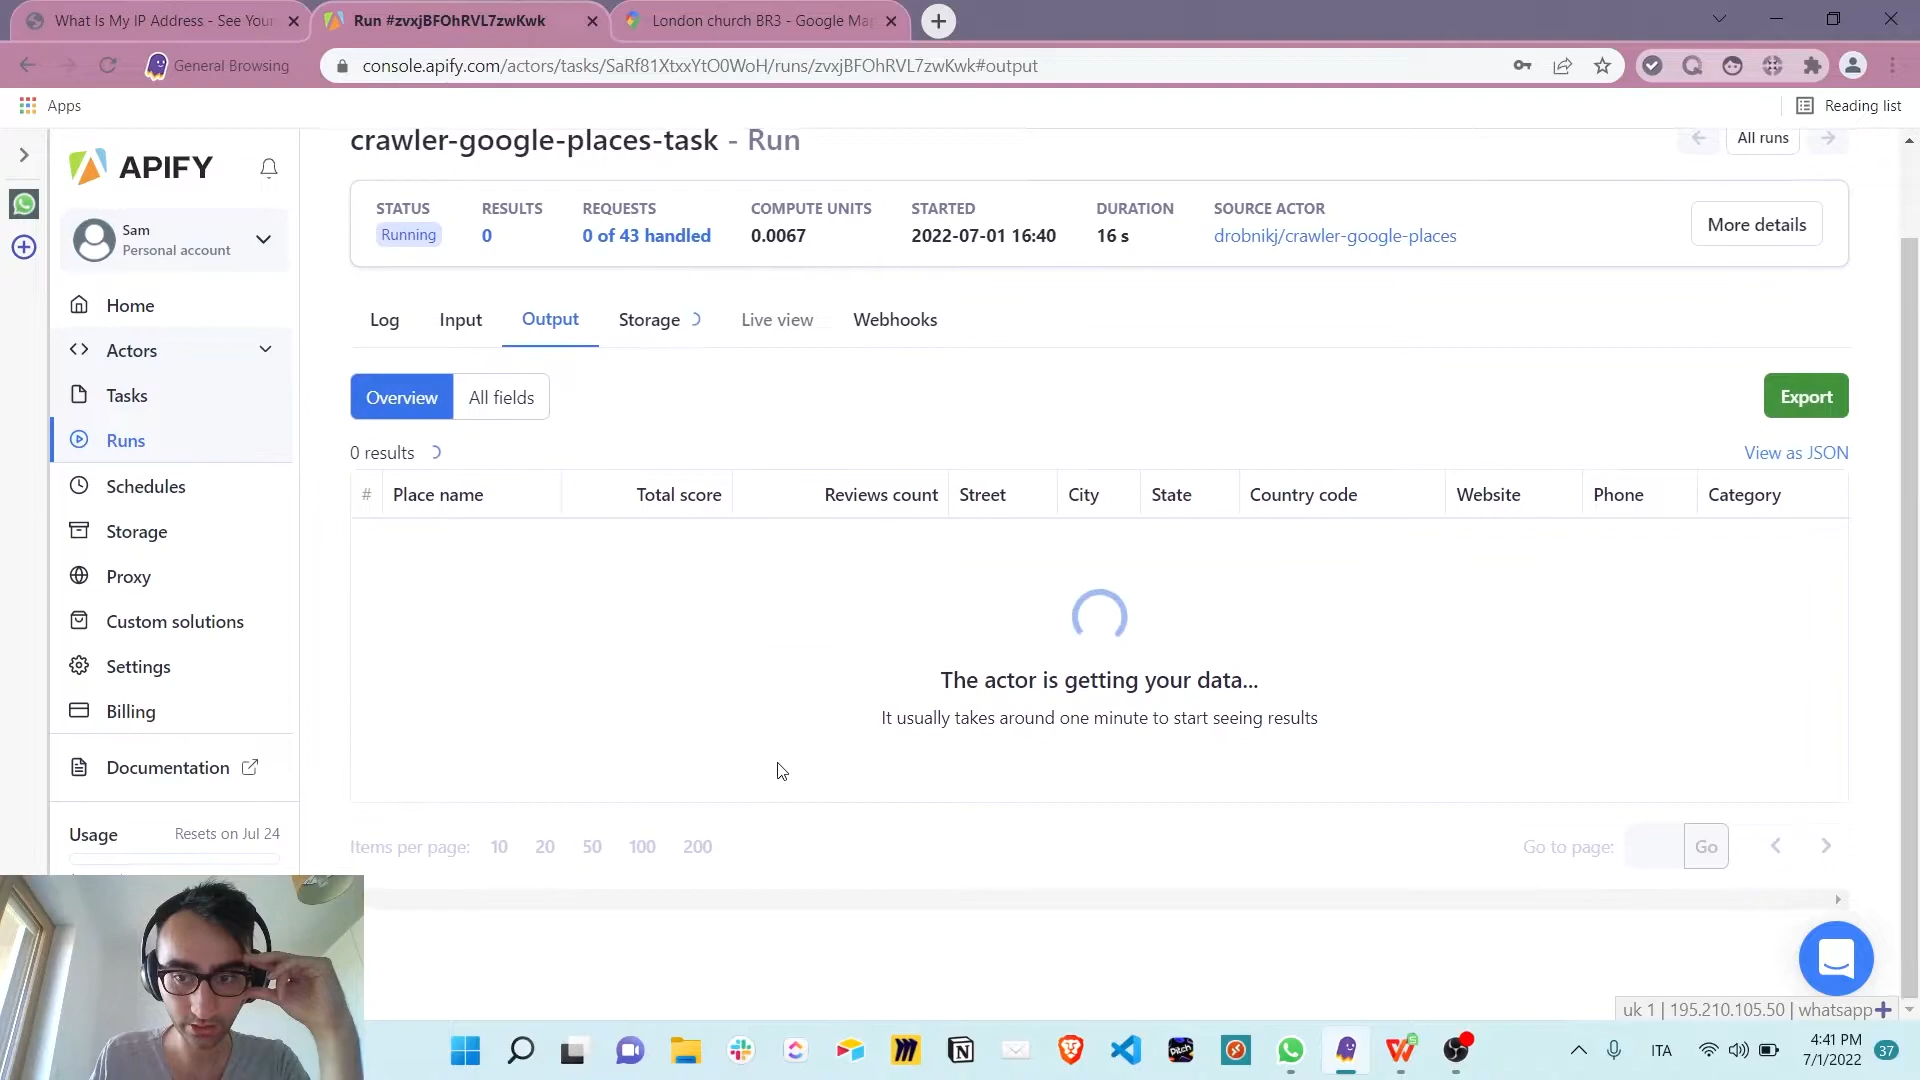 What Is My IP Address - See Your
Run #zvxjBFOhRVL7zwKwk
London church BR3 - Google Ma
General Browsing
console.apify.com/actors/tasks/SaRf81XtxxYtO0WoH/runs/zvxjBFOhRVL7zwKwk#output
Apps
Reading list
APIFY
Sam
Personal account
Home
Actors
Tasks
Runs
Schedules
Storage
Proxy
Custom solutions
Settings
Billing
Documentation
Usage
Resets on Jul 24
crawler-google-places-task - Run
All runs
STATUS RESULTS REQUESTS COMPUTE UNITS STARTED DURATION SOURCE ACTOR
Running 0 0 of 43 handled 0.0067 2022-07-01 16:40 16 s drobnikj/crawler-google-places
More details
Log Input Output Storage Live view Webhooks
Overview All fields
Export
0 results
View as JSON
# Place name Total score Reviews count Street City State Country code Website Phone Category
The actor is getting your data...
It usually takes around one minute to start seeing results
Items per page: 10 20 50 100 200
Go to page: Go
uk 1 | 195.210.105.50 | whatsapp
Pitch
ITA
4:41 PM
7/1/2022
37